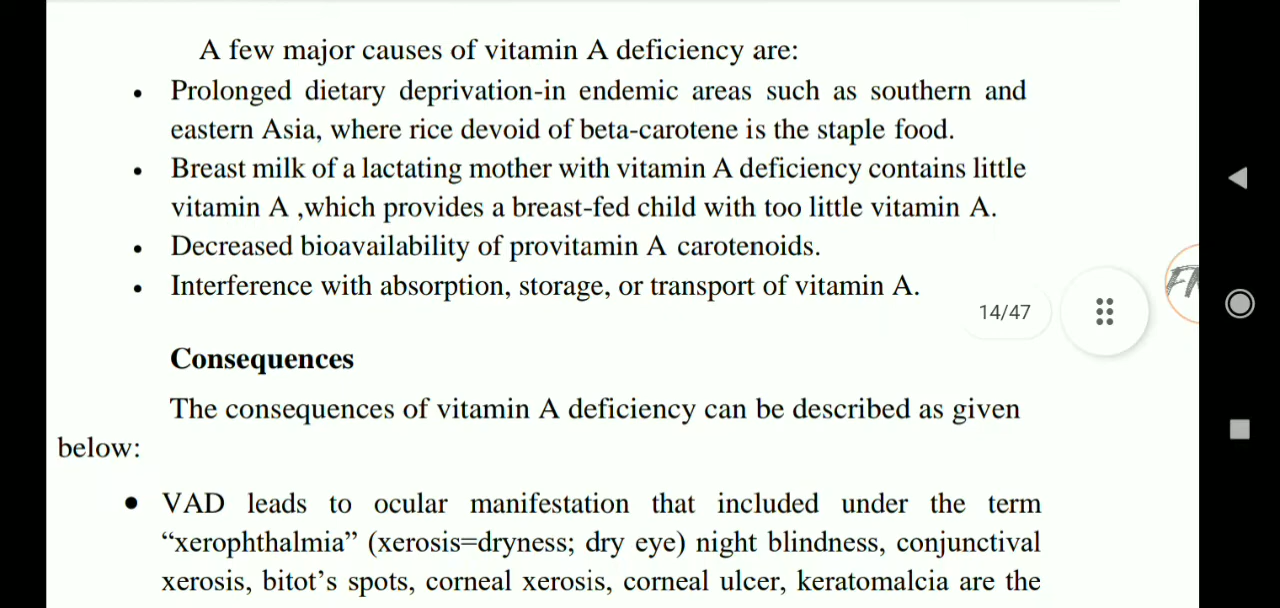 A few major causes of vitamin A deficiency are:
• Prolonged dietary deprivation-in endemic areas such as southern and
eastern Asia, where rice devoid of beta-carotene is the staple food.
• Breast milk of a lactating mother with vitamin A deficiency contains little
vitamin A ,which provides a breast-fed child with too little vitamin A.
• Decreased bioavailability of provitamin A carotenoids.
• Interference with absorption, storage, or transport of vitamin A.
14/47
Consequences
The consequences of vitamin A deficiency can be described as given
below:
• VAD leads to ocular manifestation that included under the term
“xerophthalmia” (xerosis=dryness; dry eye) night blindness, conjunctival
xerosis, bitot’s spots, corneal xerosis, corneal ulcer, keratomalcia are the